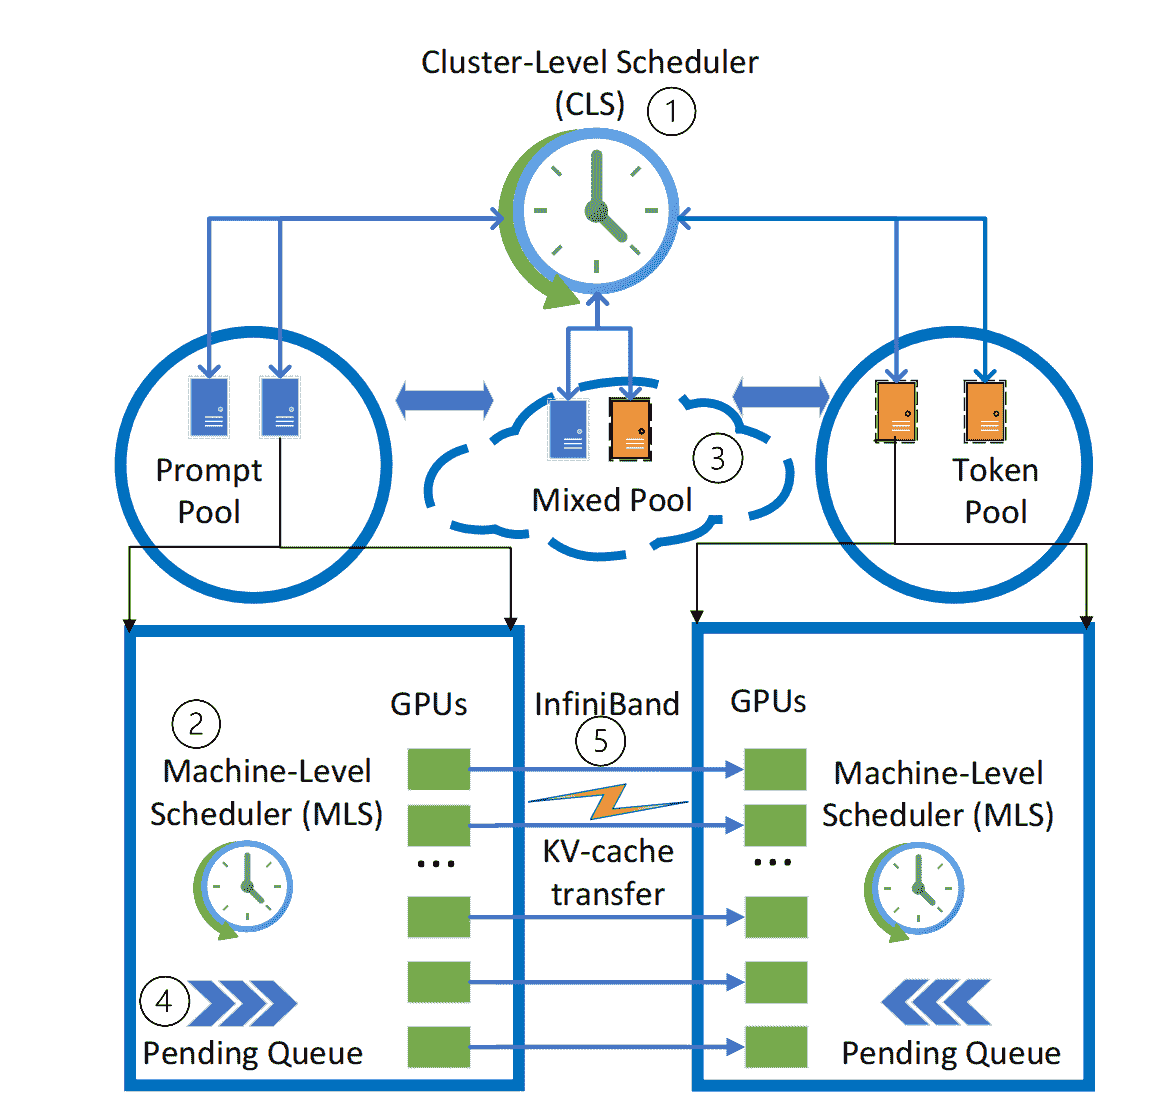 Cluster-Level Scheduler
(CLS)
1
Prompt
Pool
Mixed Pool
3
Token
Pool
2
GPUs
Machine-Level
Scheduler (MLS)
...
4
Pending Queue
InfiniBand
5
KV-cache
transfer
GPUs
Machine-Level
Scheduler (MLS)
...
Pending Queue